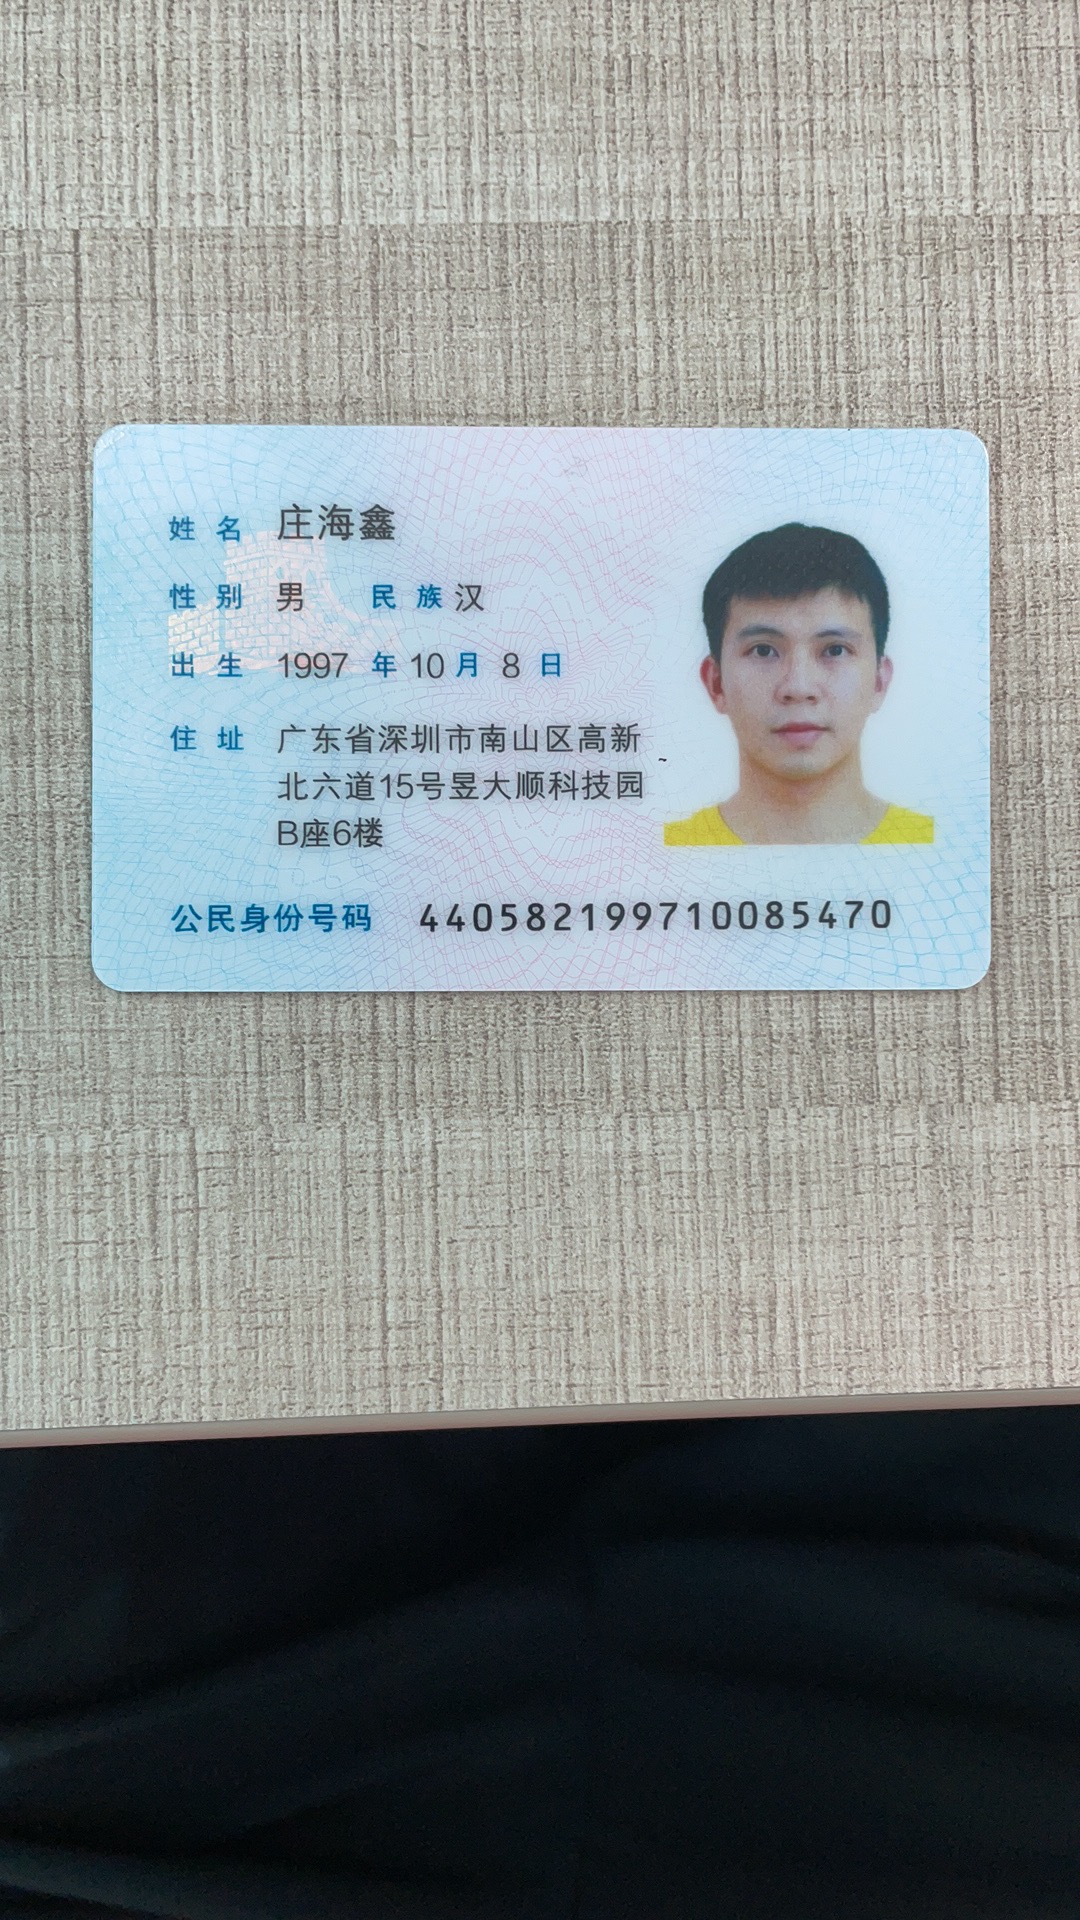 姓名 庄海鑫
性别 男 民族 汉
出生 1997 年 10 月 8 日
住址 广东省深圳市南山区高新
北六道15号昱大顺科技园
B座6楼
公民身份号码 440582199710085470